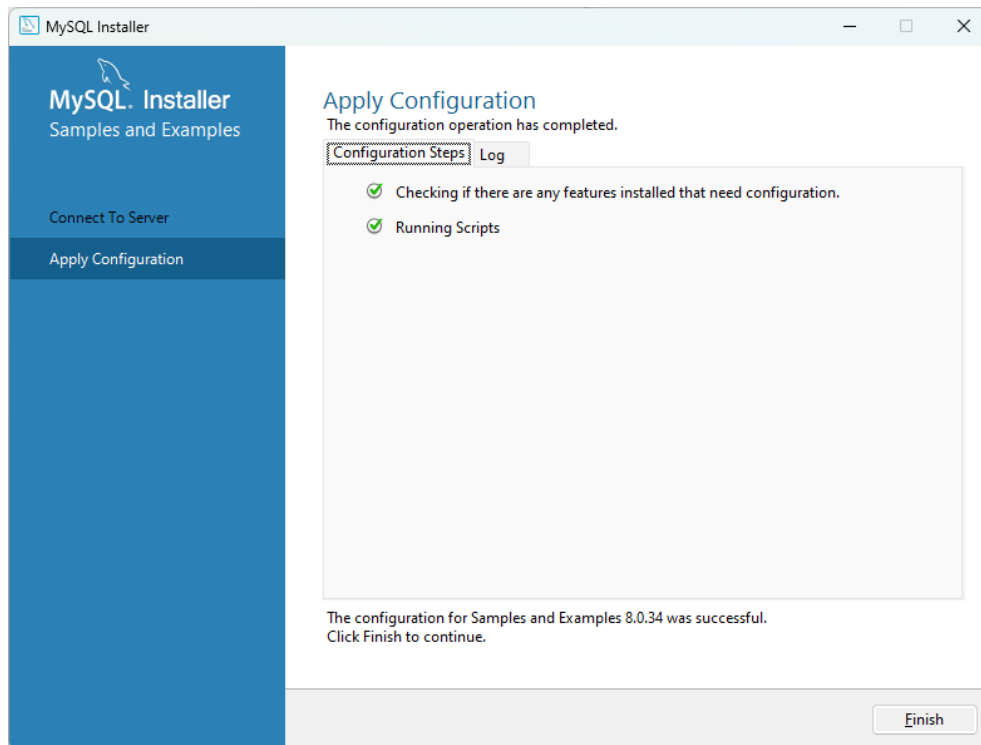 MySQL Installer
MySQL. Installer
Samples and Examples
Connect To Server
Apply Configuration
Apply Configuration
The configuration operation has completed.
Configuration Steps
Log
Checking if there are any features installed that need configuration.
Running Scripts
The configuration for Samples and Examples 8.0.34 was successful.
Click Finish to continue.
Finish